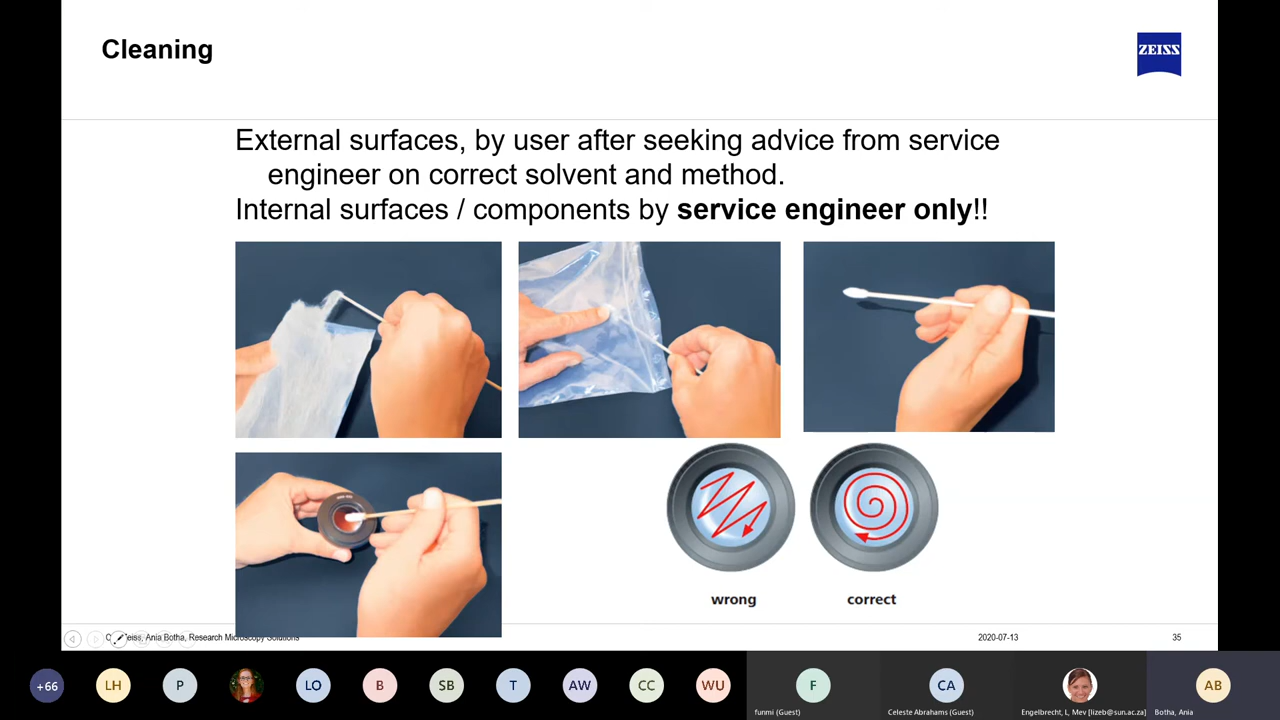 Cleaning
ZEISS
External surfaces, by user after seeking advice from service
engineer on correct solvent and method.
Internal surfaces / components by service engineer only!!
wrong
correct
Zeiss, Ania Botha, Research Microscopy Solutions
2020-07-13
35
+66
LH
P
LO
B
SB
T
AW
CC
WU
F
CA
AB
funmi (Guest)
Celeste Abrahams (Guest)
Engelbrecht, L, Mev [lizeb@sun.ac.za]
Botha, Ania